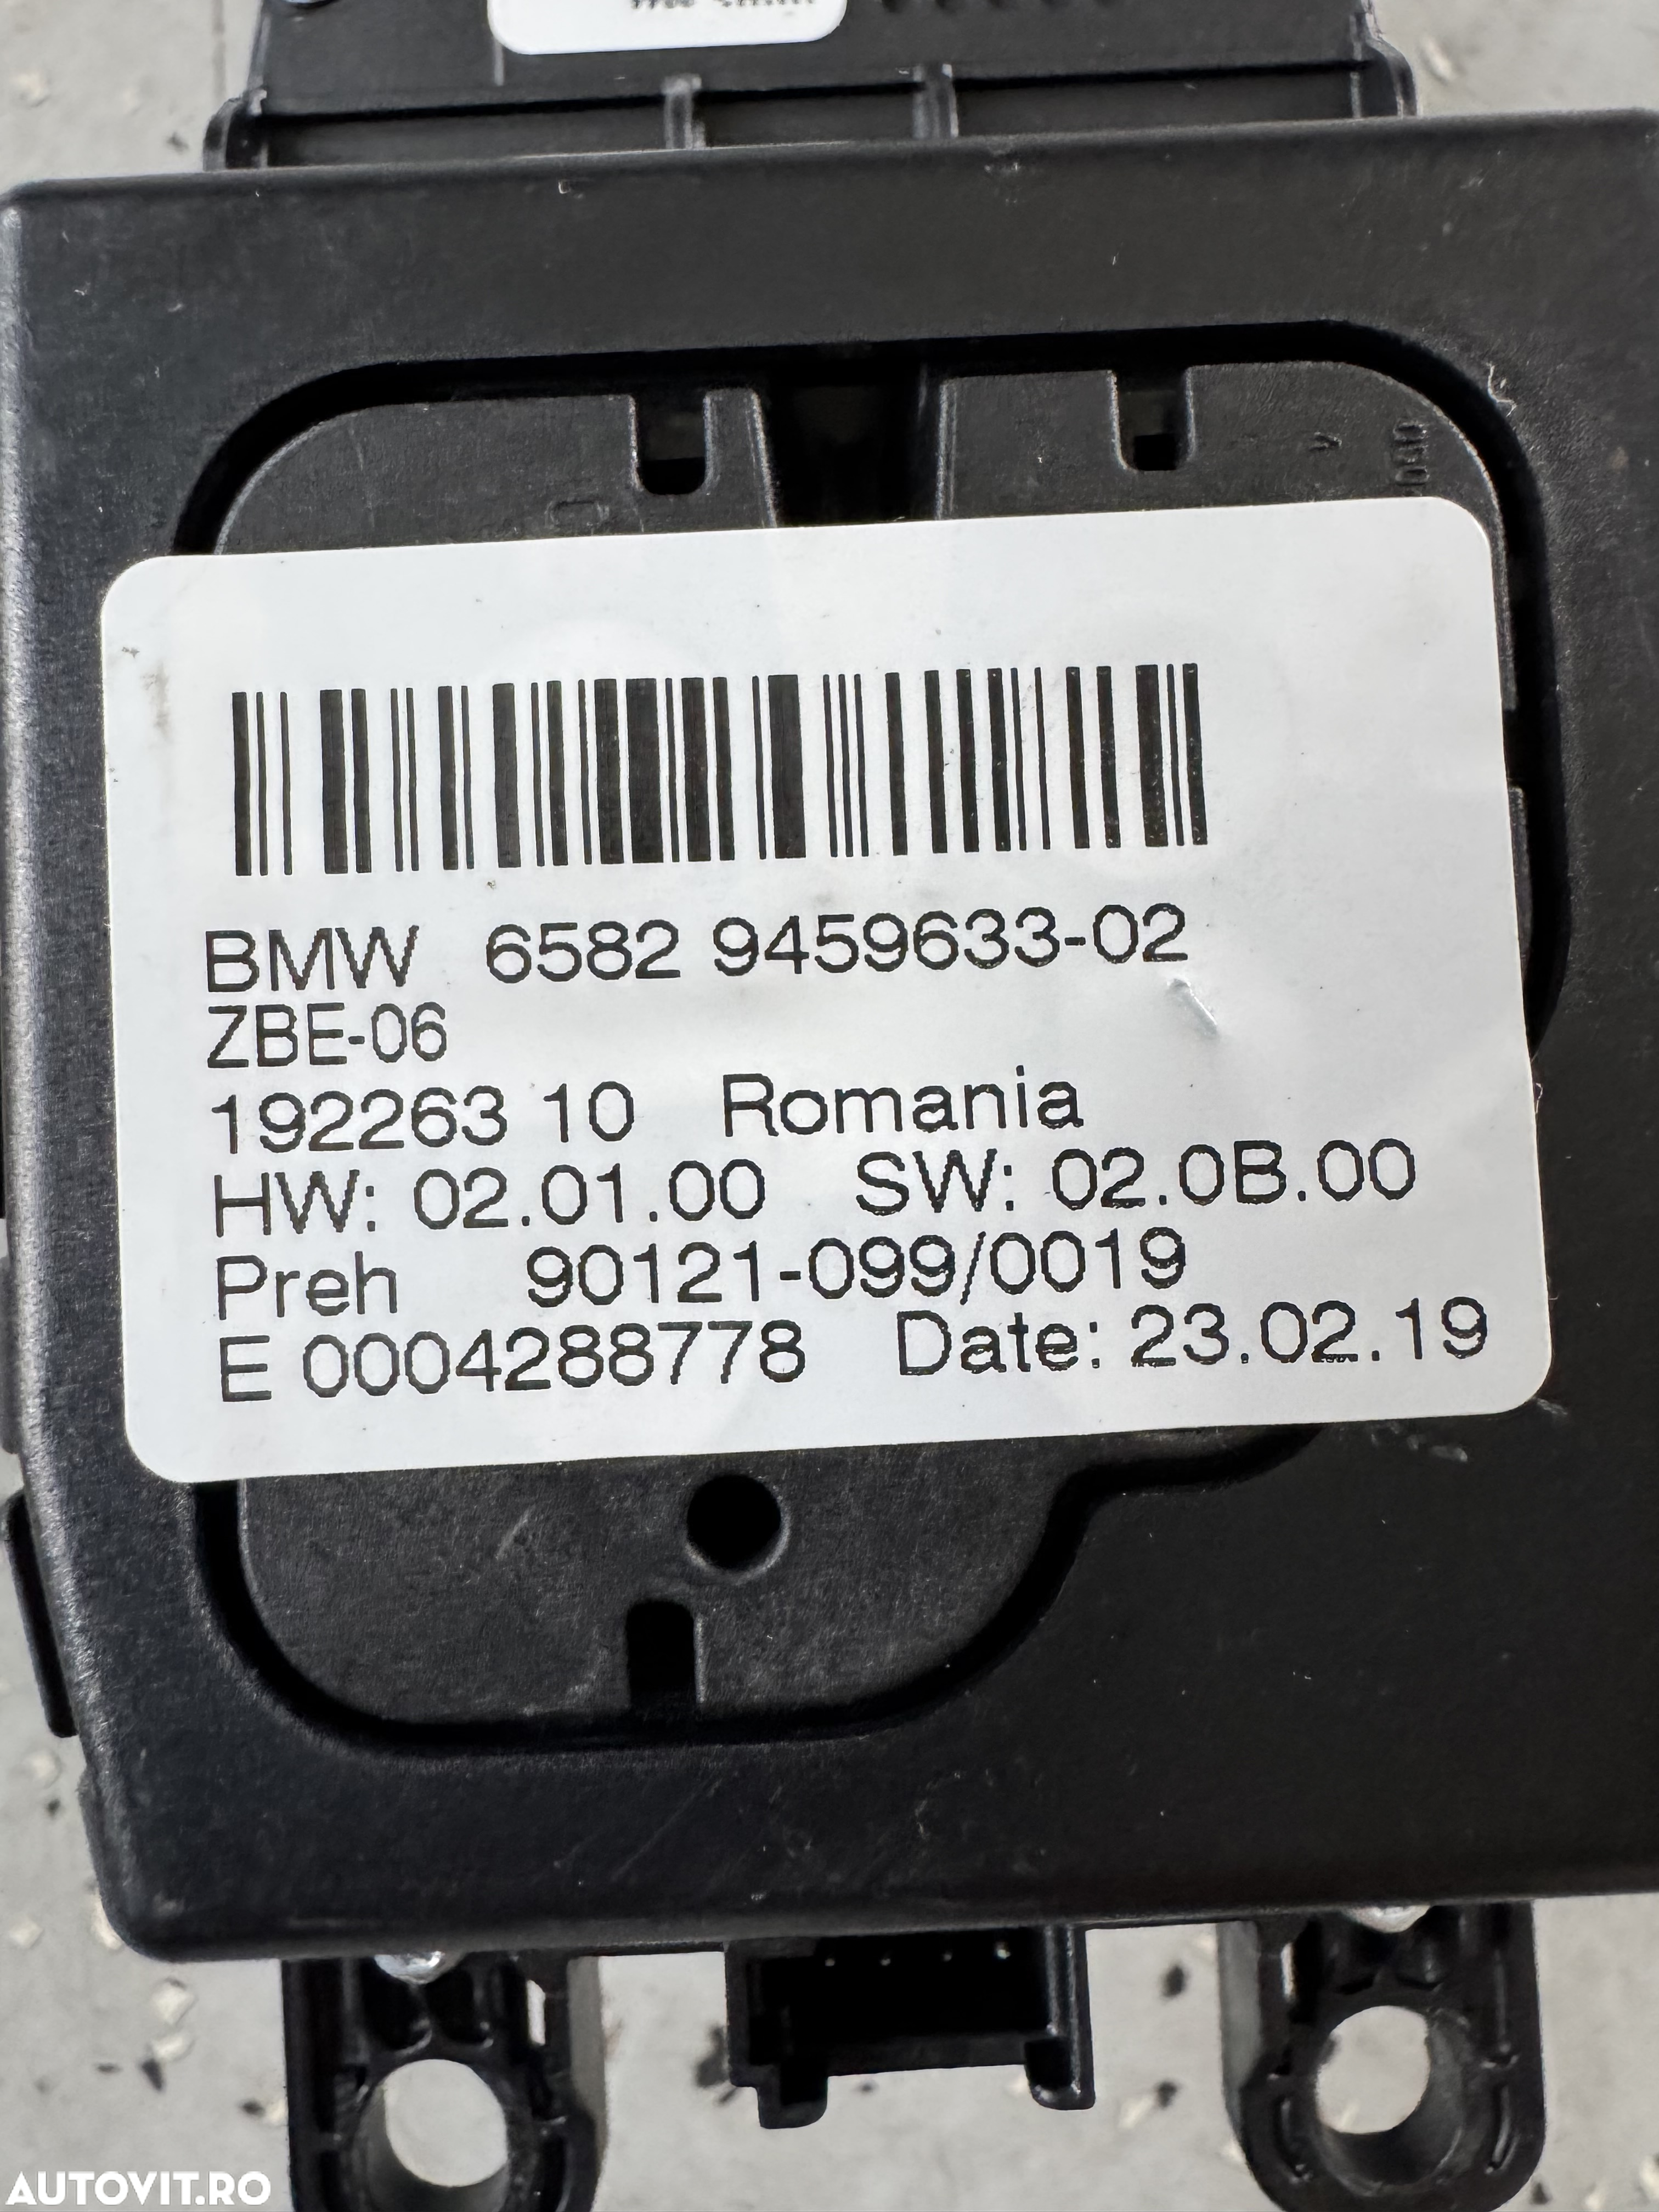 BMW 6582 9459633-02
ZBE-06
192263 10 Romania
HW: 02.01.00 SW: 02.0B.00
Preh 90121-099/0019
E 0004288778 Date: 23.02.19
AUTOVIT.RO